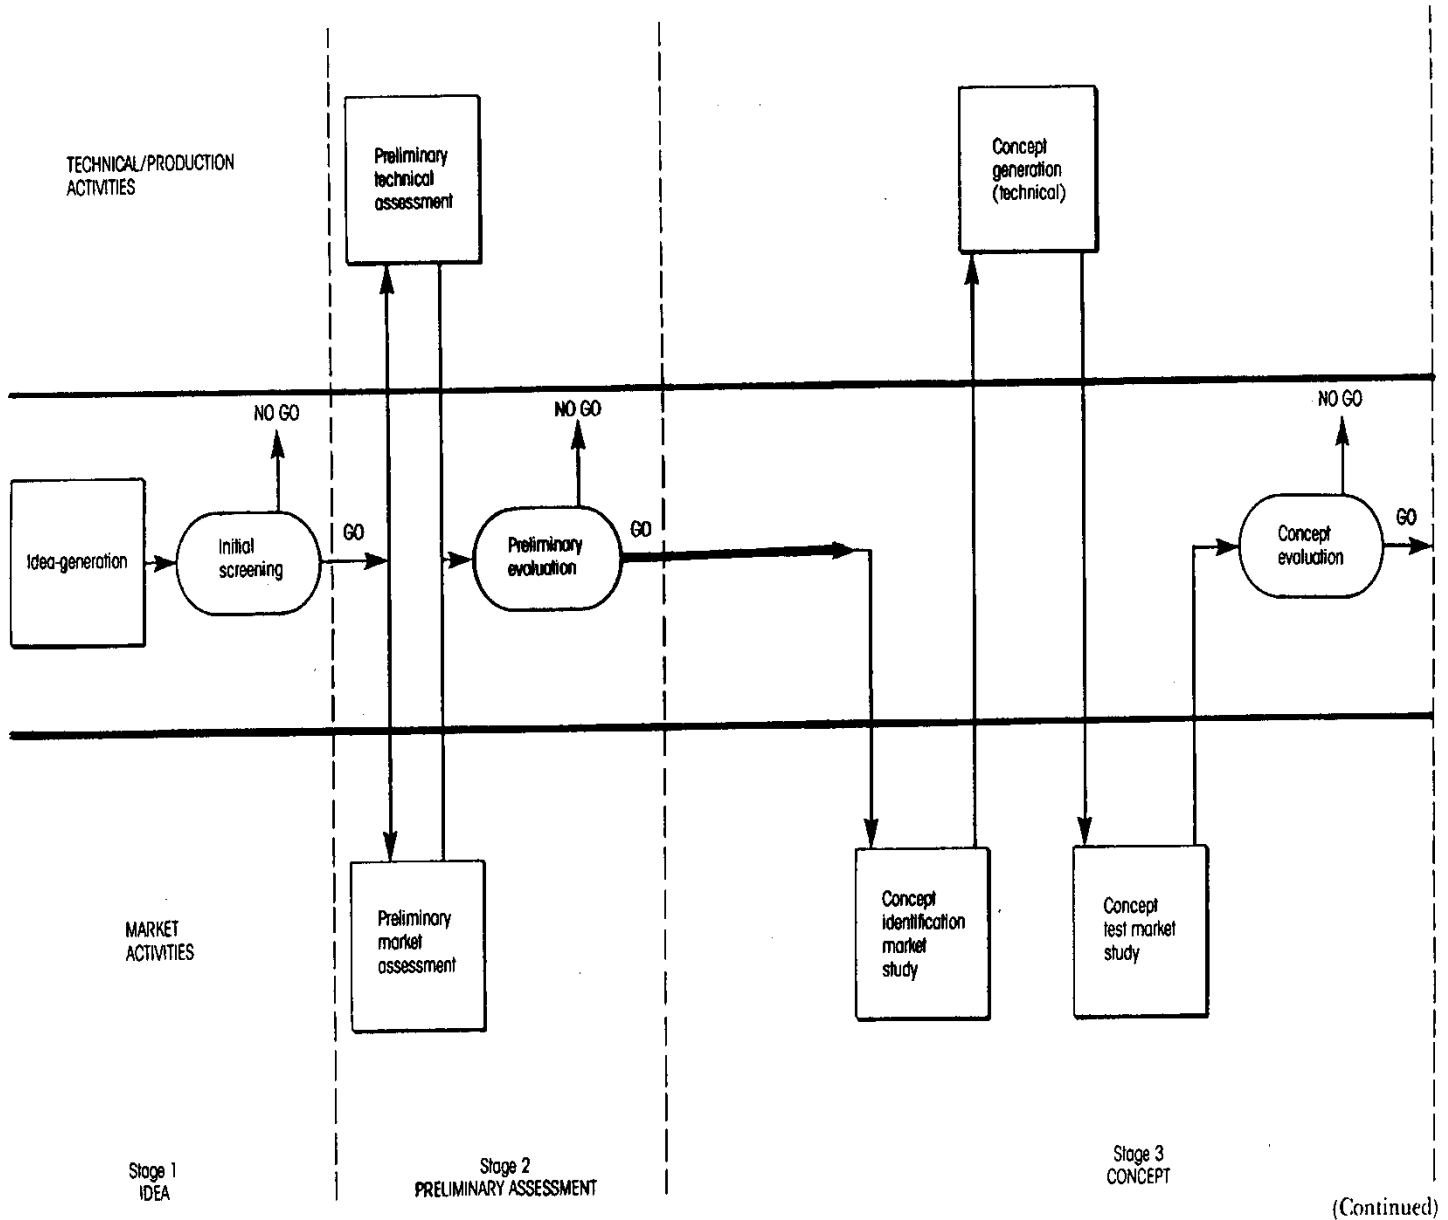 TECHNICAL/PRODUCTION
ACTIVITIES
Preliminary
technical
assessment
Concept
generation
(technical)
NO GO
NO GO
NO GO
Idea-generation
Initial
screening
GO
Preliminary
evaluation
GO
Concept
evaluation
GO
MARKET
ACTIVITIES
Preliminary
market
assessment
Concept
identification
market
study
Concept
test market
study
Stage 1
IDEA
Stage 2
PRELIMINARY ASSESSMENT
Stage 3
CONCEPT
(Continued)